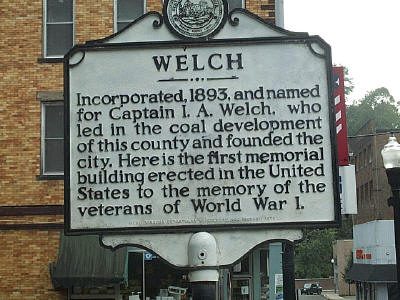 WELCH
Incorporated, 1893, and named
for Captain I. A. Welch, who
led in the coal development
of this county and founded the
city. Here is the first memorial
building erected in the United
States to the memory of the
veterans of World War I.